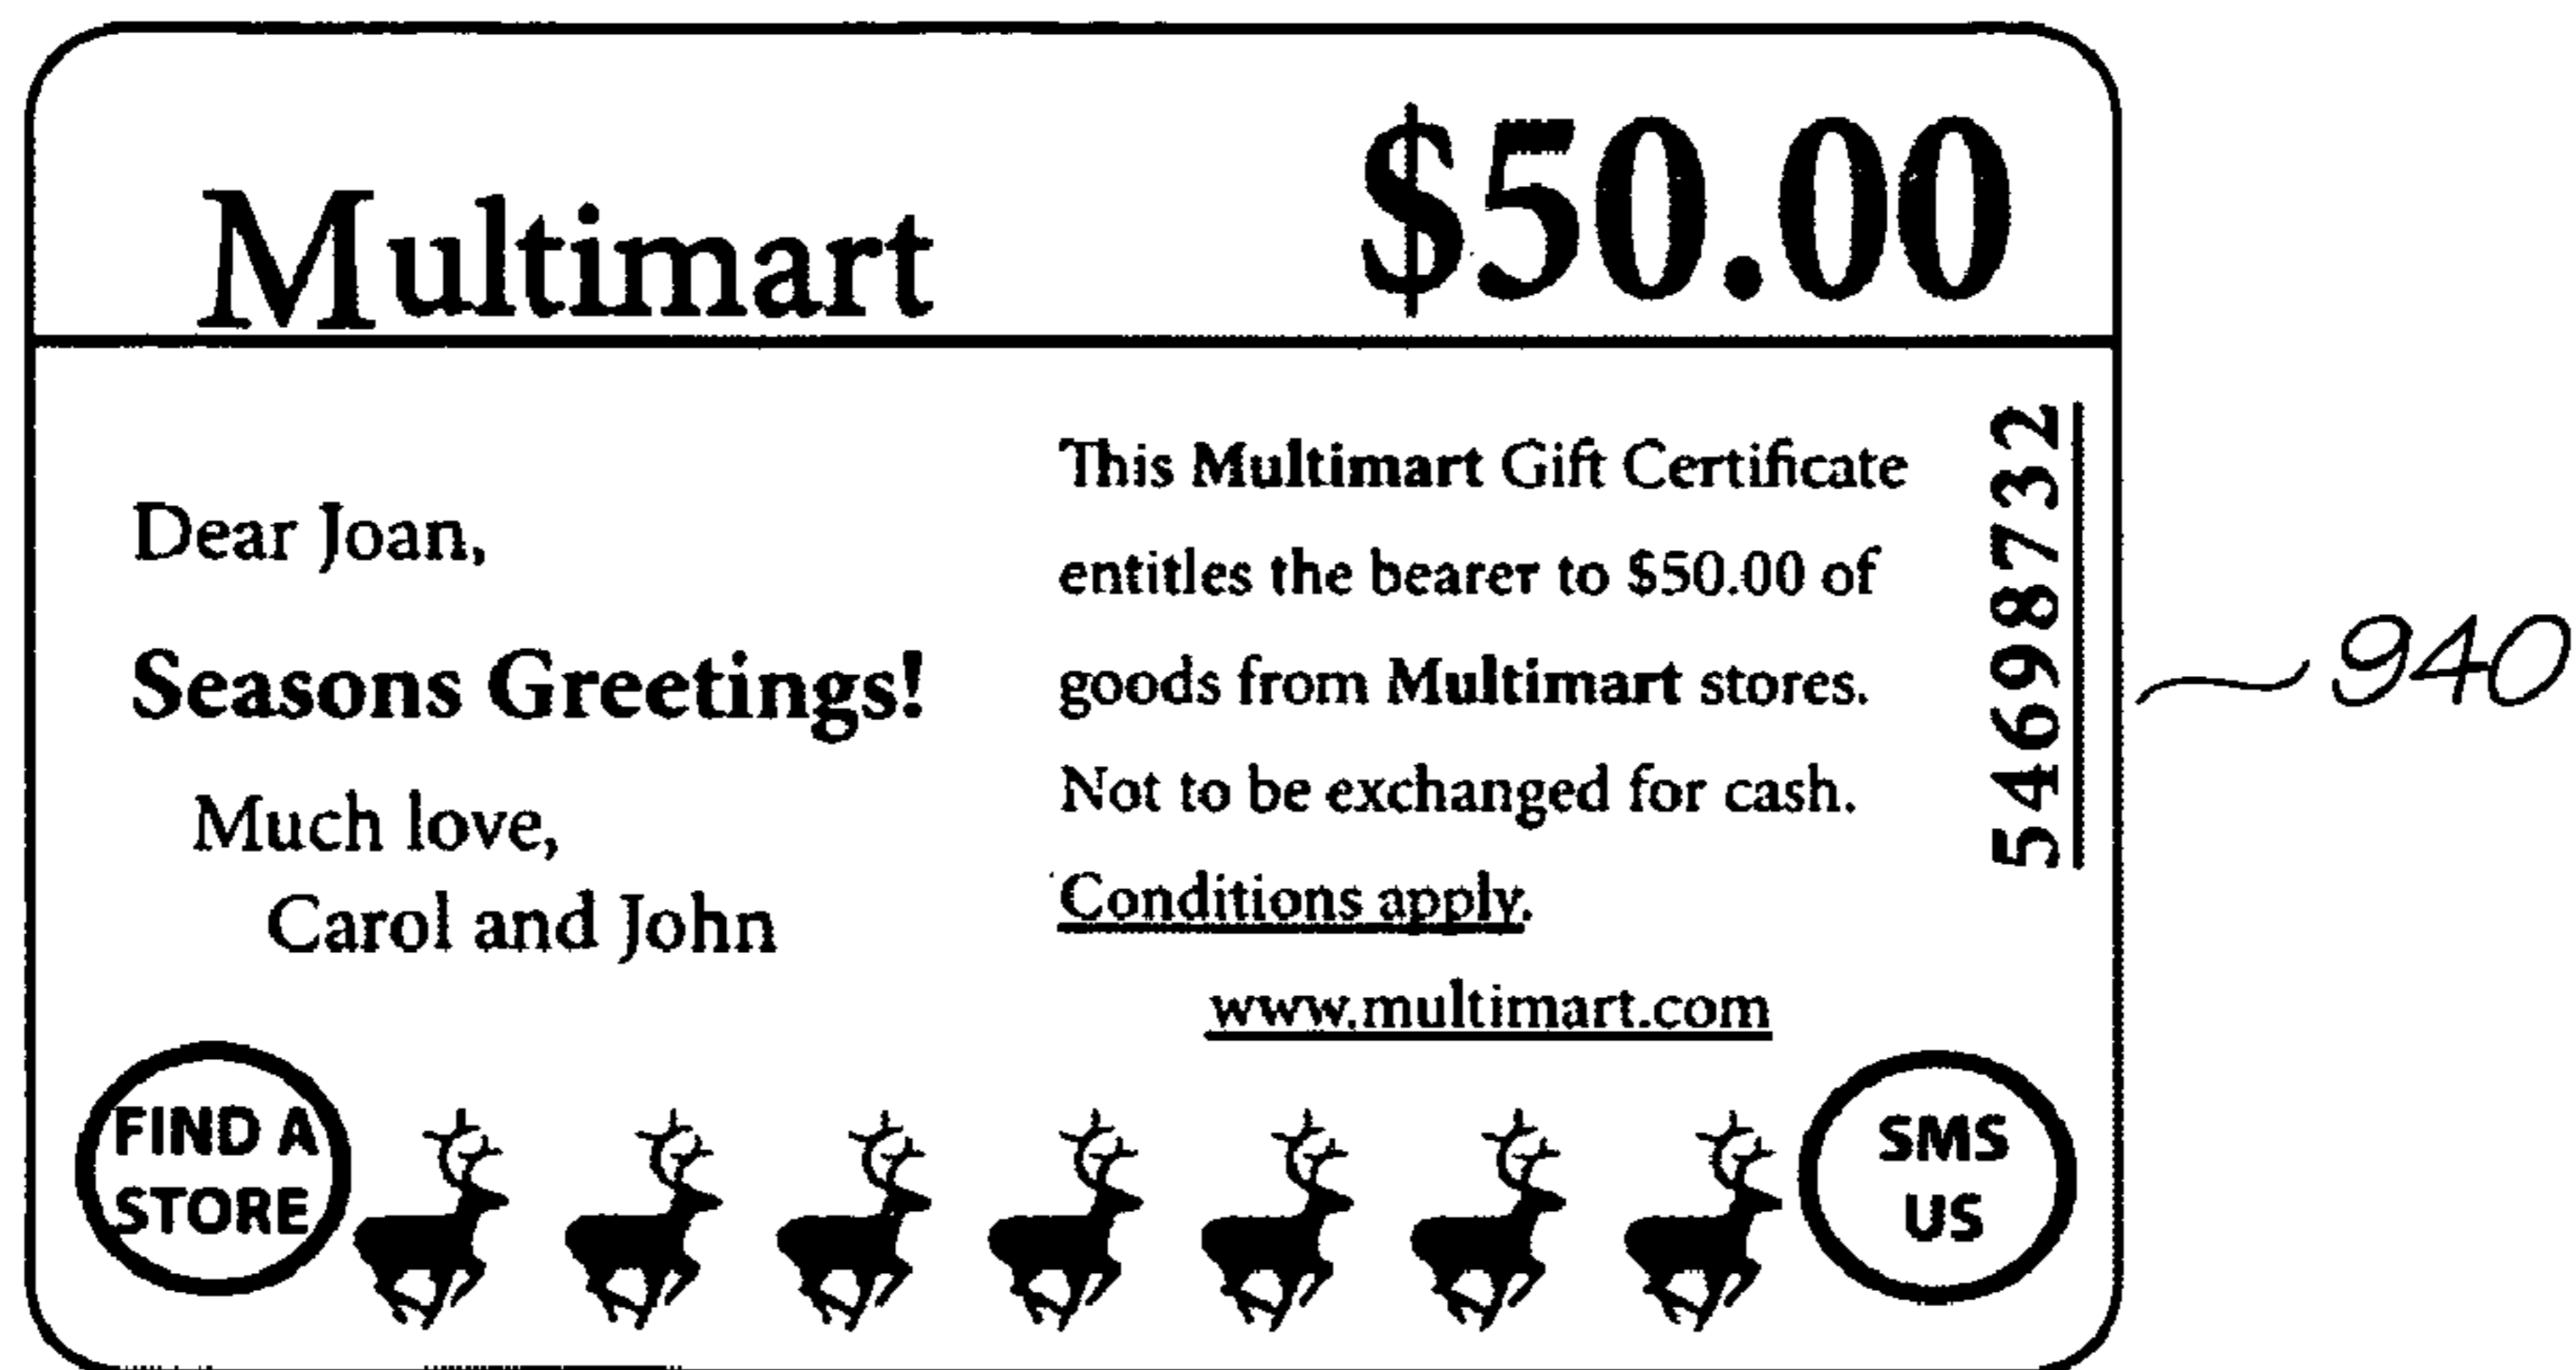 Multimart
$50.00
Dear Joan,
Seasons Greetings!
Much love,
Carol and John
This Multimart Gift Certificate
entitles the bearer to $50.00 of
goods from Multimart stores.
Not to be exchanged for cash.
Conditions apply.
www.multimart.com
54698732
940
FIND A
STORE
SMS
US